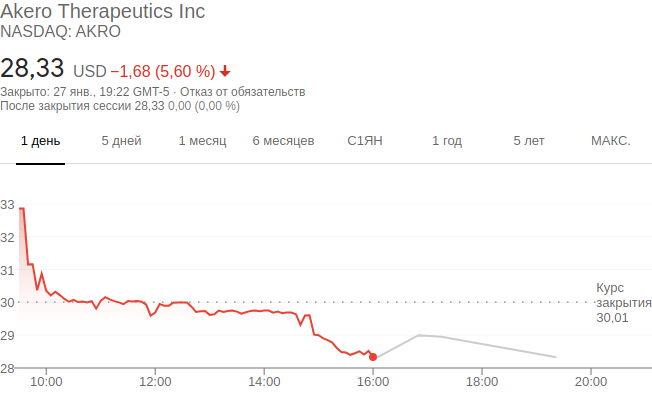 Akero Therapeutics Inc
NASDAQ: AKRO
28,33 USD −1,68 (5,60 %)
Закрыто: 27 янв., 19:22 GMT-5 · Отказ от обязательств
После закрытия сессии 28,33 0,00 (0,00 %)
1 день 5 дней 1 месяц 6 месяцев С1ЯН 1 год 5 лет МАКС.
33
32
31
30
29
28
Курс
закрытия
30,01
10:00 12:00 14:00 16:00 18:00 20:00